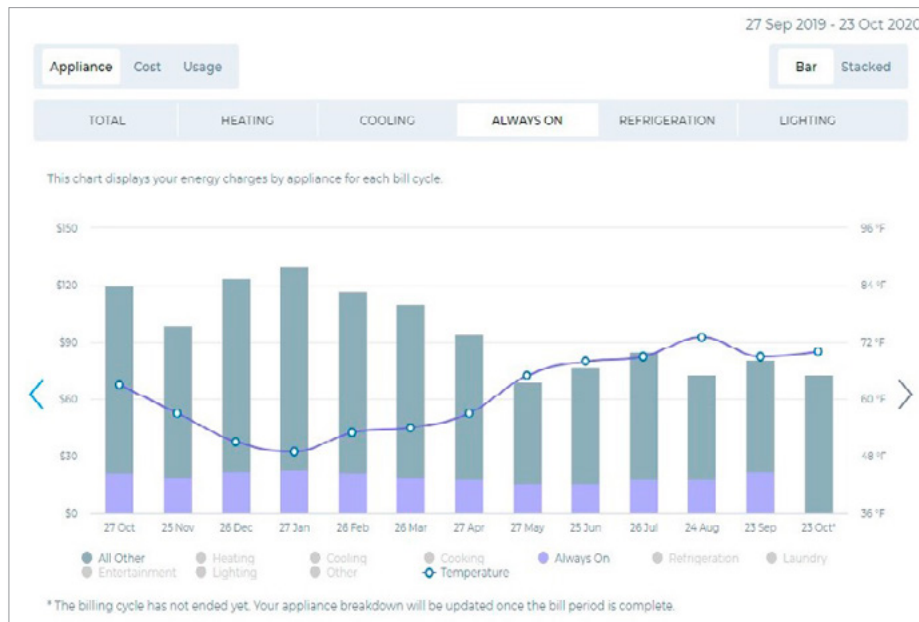 27 Sep 2019 - 23 Oct 2020
Appliance Cost Usage Bar Stacked
TOTAL HEATING COOLING ALWAYS ON REFRIGERATION LIGHTING
This chart displays your energy charges by appliance for each bill cycle.
$150 96 °F
$120 84 °F
$90 72 °F
$60 60 °F
$30 48 °F
$0 36 °F
27 Oct 25 Nov 26 Dec 27 Jan 26 Feb 26 Mar 27 Apr 27 May 25 Jun 26 Jul 24 Aug 23 Sep 23 Oct*
All Other Heating Cooling Cooking Always On Refrigeration Laundry
Entertainment Lighting Other Temperature
* The billing cycle has not ended yet. Your appliance breakdown will be updated once the bill period is complete.